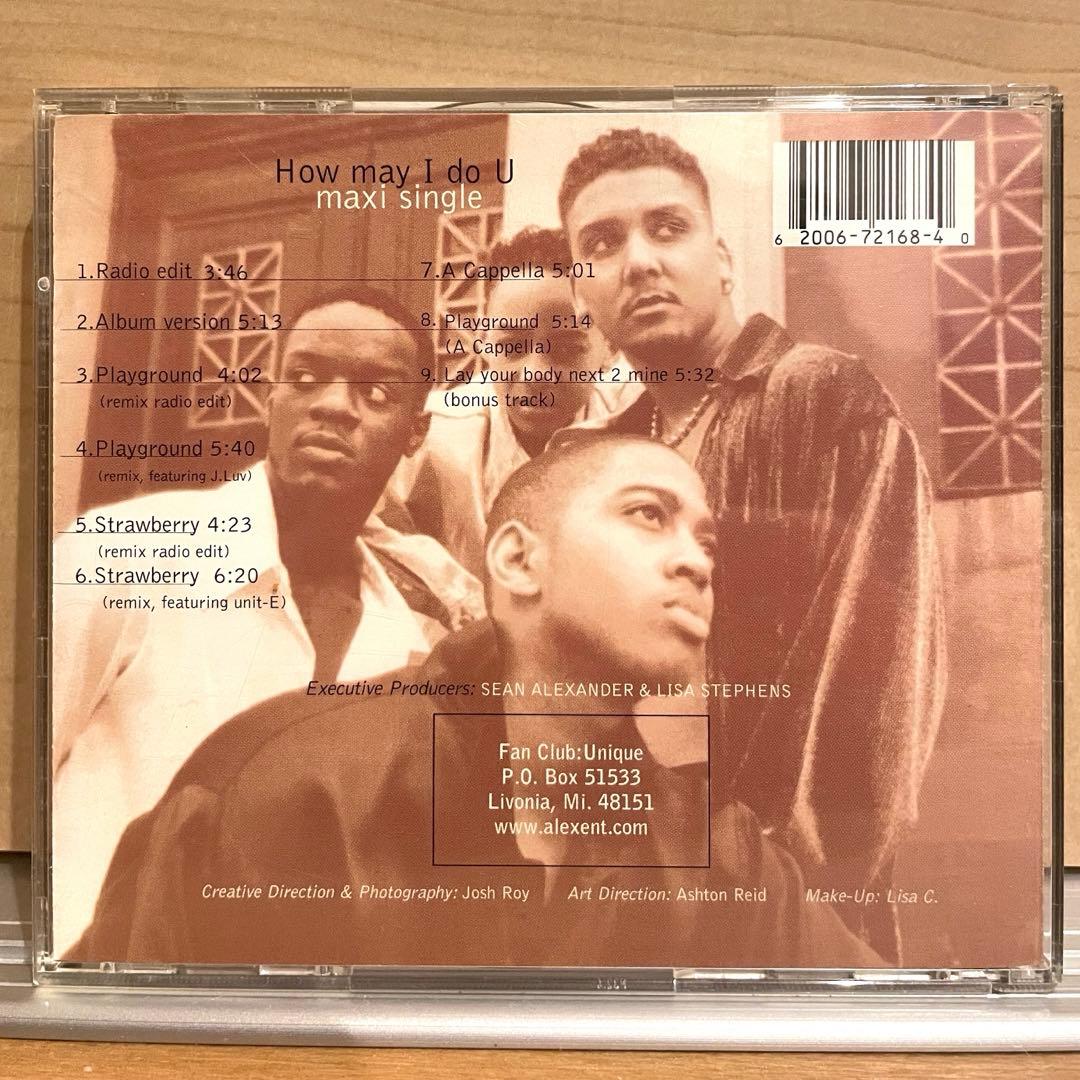 How may I do U
maxi single
6 2006-72168-4 0
1.Radio edit 3:46
2.Album version 5:13
3.Playground 4:02
(remix radio edit)
4.Playground 5:40
(remix, featuring J.Luv)
5.Strawberry 4:23
(remix radio edit)
6.Strawberry 6:20
(remix, featuring unit-E)
7.A Cappella 5:01
8. Playground 5:14
(A Cappella)
9. Lay your body next 2 mine 5:32
(bonus track)
Executive Producers: SEAN ALEXANDER & LISA STEPHENS
Fan Club:Unique
P.O. Box 51533
Livonia, Mi. 48151
www.alexent.com
Creative Direction & Photography: Josh Roy Art Direction: Ashton Reid Make-Up: Lisa C.